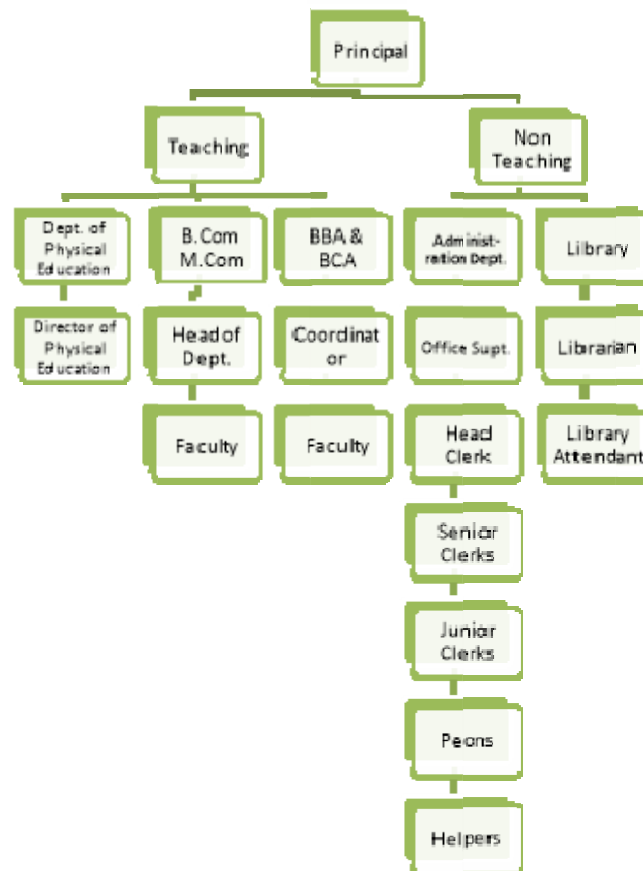 Principal
Teaching
Non
Teaching
Dept. of
Physical
Education
B.Com
M.Com
BBA &
BCA
Administ-
ration Dept.
Library
Director of
Physical
Education
Head of
Dept.
Coordinat
or
Office Supt.
Librarian
Faculty
Faculty
Head
Clerk
Library
Attendant
Senior
Clerks
Junior
Clerks
Peons
Helpers